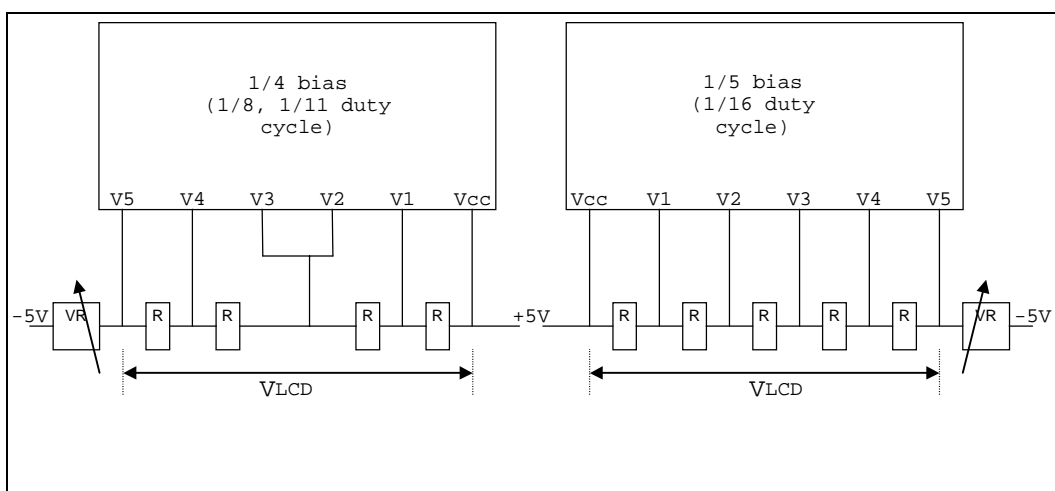 1/4 bias
(1/8, 1/11 duty
cycle)
V5 V4 V3 V2 V1 Vcc
1/5 bias
(1/16 duty
cycle)
Vcc V1 V2 V3 V4 V5
-5V VR R R R R +5V R R R R R VR -5V
VLCD VLCD